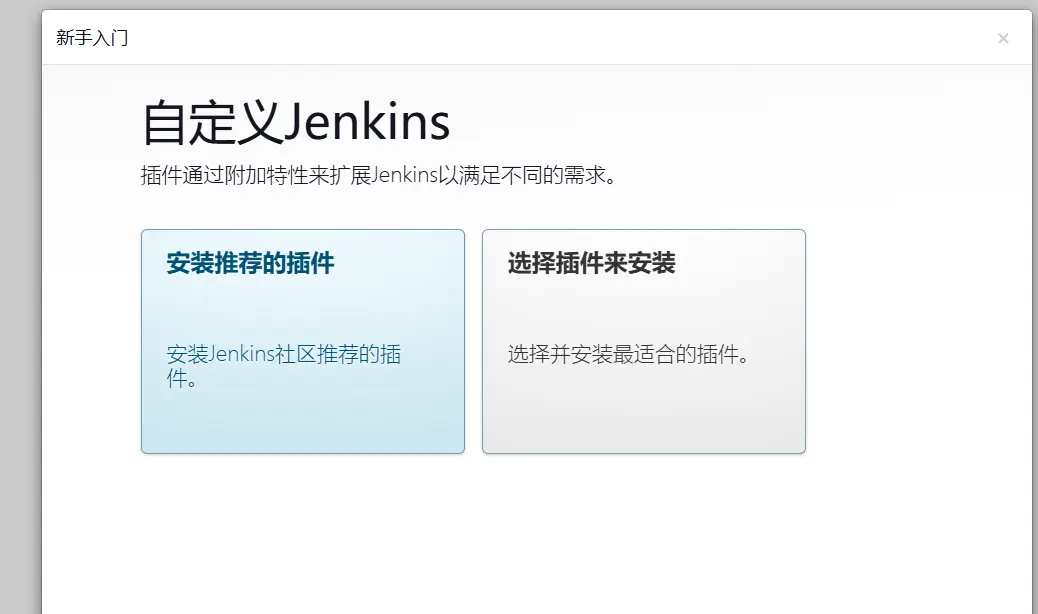 新手入门
×
自定义Jenkins
插件通过附加特性来扩展Jenkins以满足不同的需求。
安装推荐的插件
安装Jenkins社区推荐的插
件。
选择插件来安装
选择并安装最适合的插件。